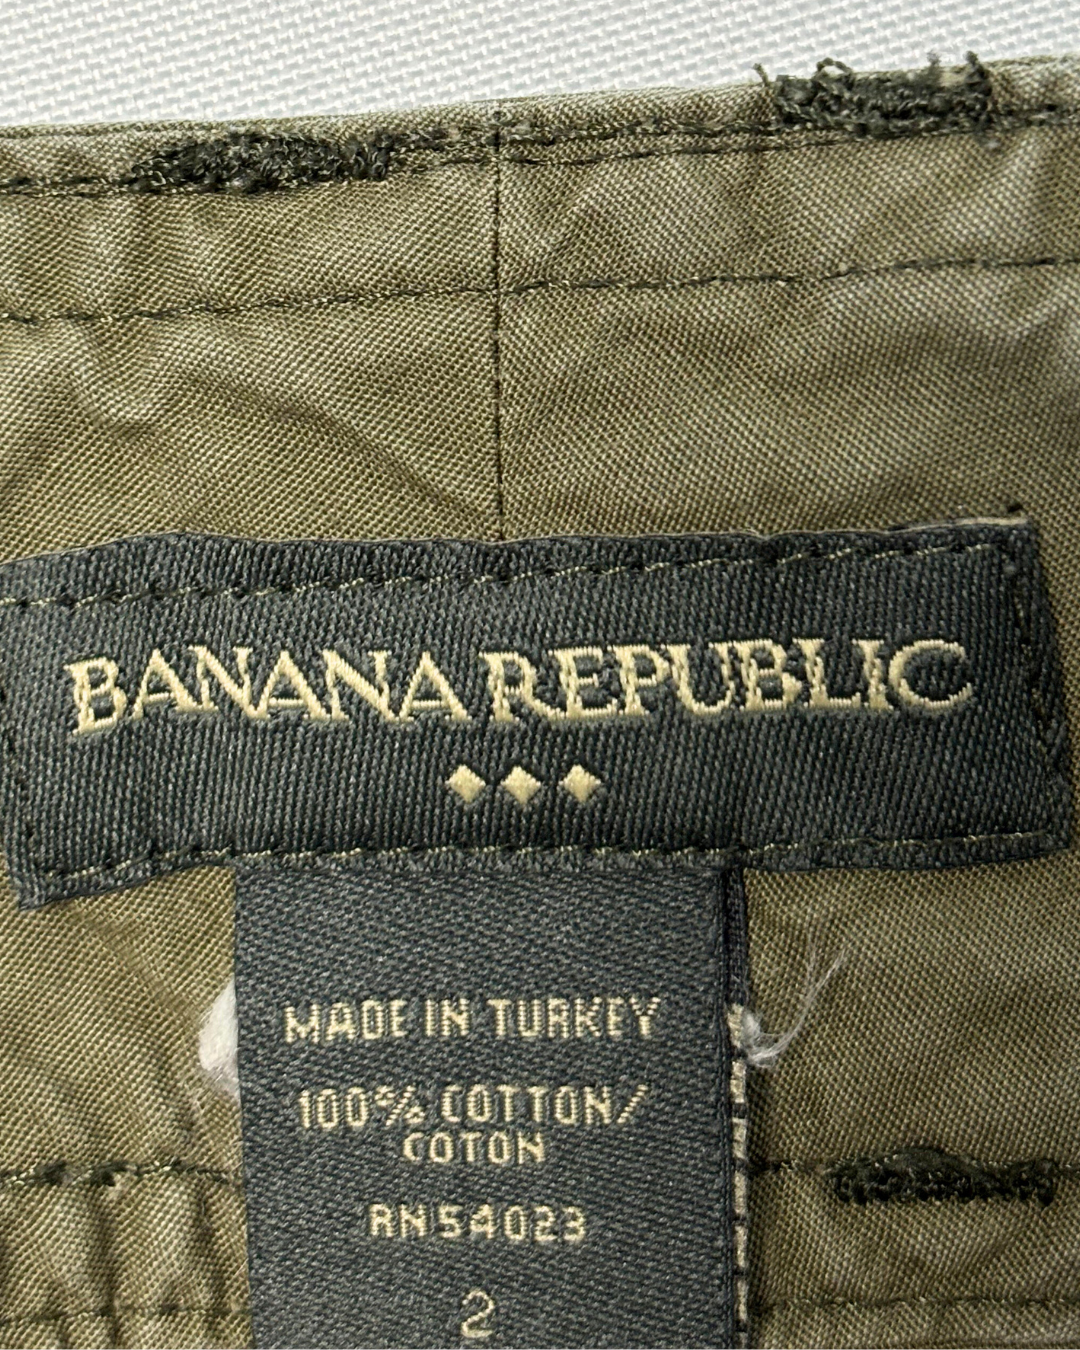 BANANA REPUBLIC
MADE IN TURKEY
100% COTTON/
COTON
RN54023
2